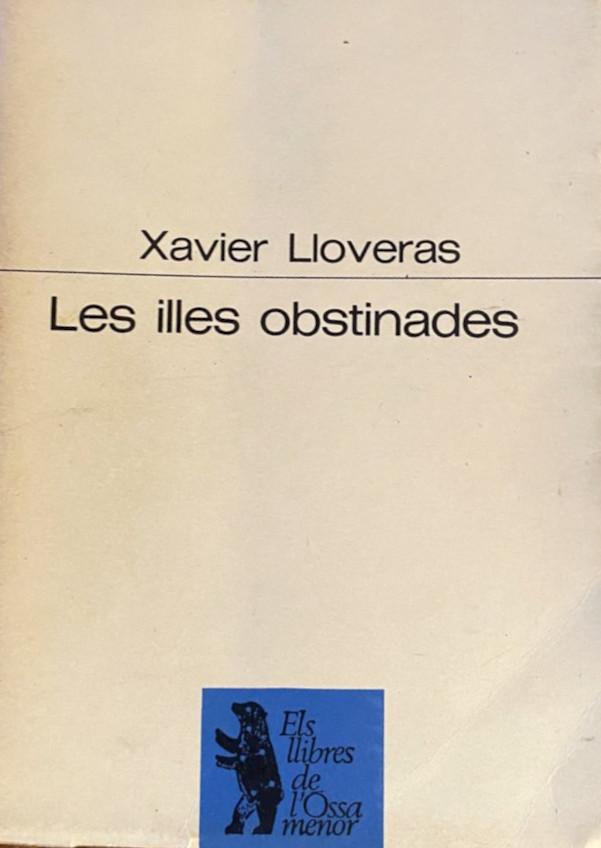 Xavier Lloveras
Les illes obstinades
Els
llibres
de
l'Ossa
menor